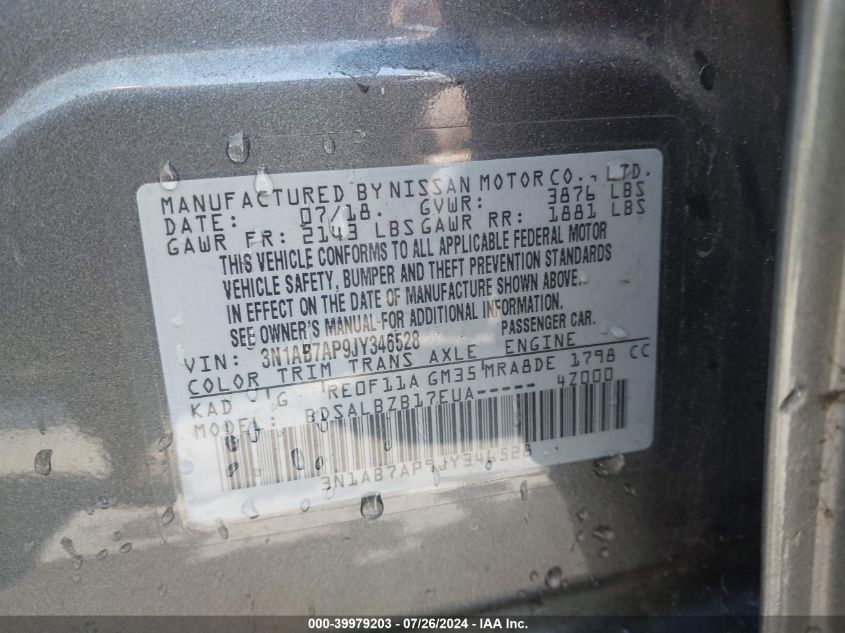 MANUFACTURED BY NISSAN MOTOR CO., LTD.
DATE: 07/18. GVWR: 3876 LBS
GAWR FR: 2143 LBS GAWR RR: 1881 LBS
THIS VEHICLE CONFORMS TO ALL APPLICABLE FEDERAL MOTOR
VEHICLE SAFETY, BUMPER AND THEFT PREVENTION STANDARDS
IN EFFECT ON THE DATE OF MANUFACTURE SHOWN ABOVE.
SEE OWNER'S MANUAL FOR ADDITIONAL INFORMATION.
VIN: 3N1AB7AP9JY346528 PASSENGER CAR.
COLOR TRIM TRANS AXLE ENGINE
KAD G RE0F11A GM35 MRA8DE 1798 CC
MODEL: BDSALBZB17EUA----- 4Z000
3N1AB7AP9JY346528
000-39979203 - 07/26/2024 - IAA Inc.